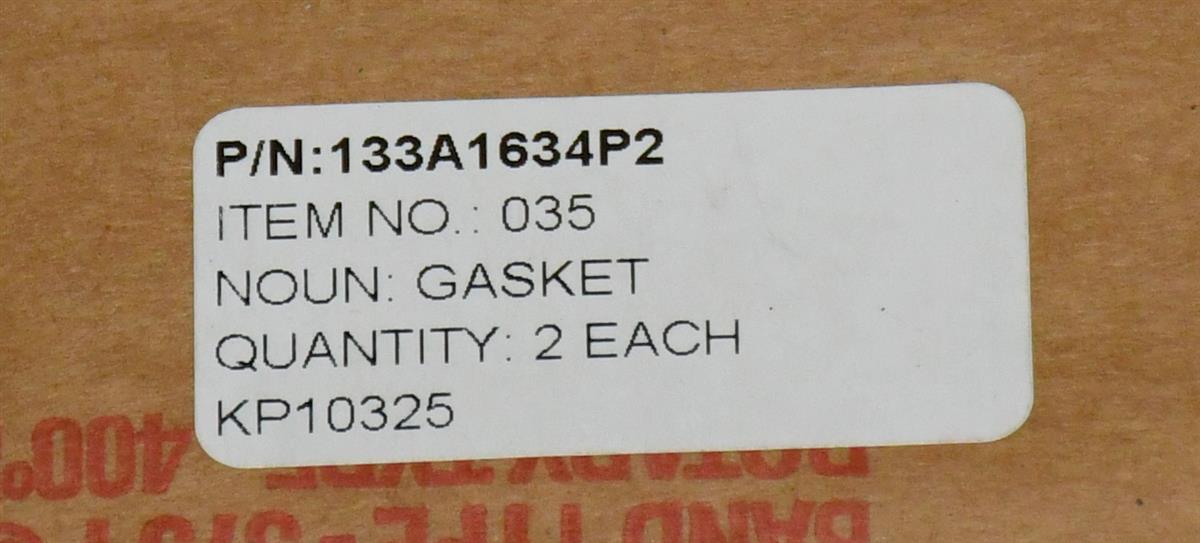 P/N:133A1634P2
ITEM NO.: 035
NOUN: GASKET
QUANTITY: 2 EACH
KP10325